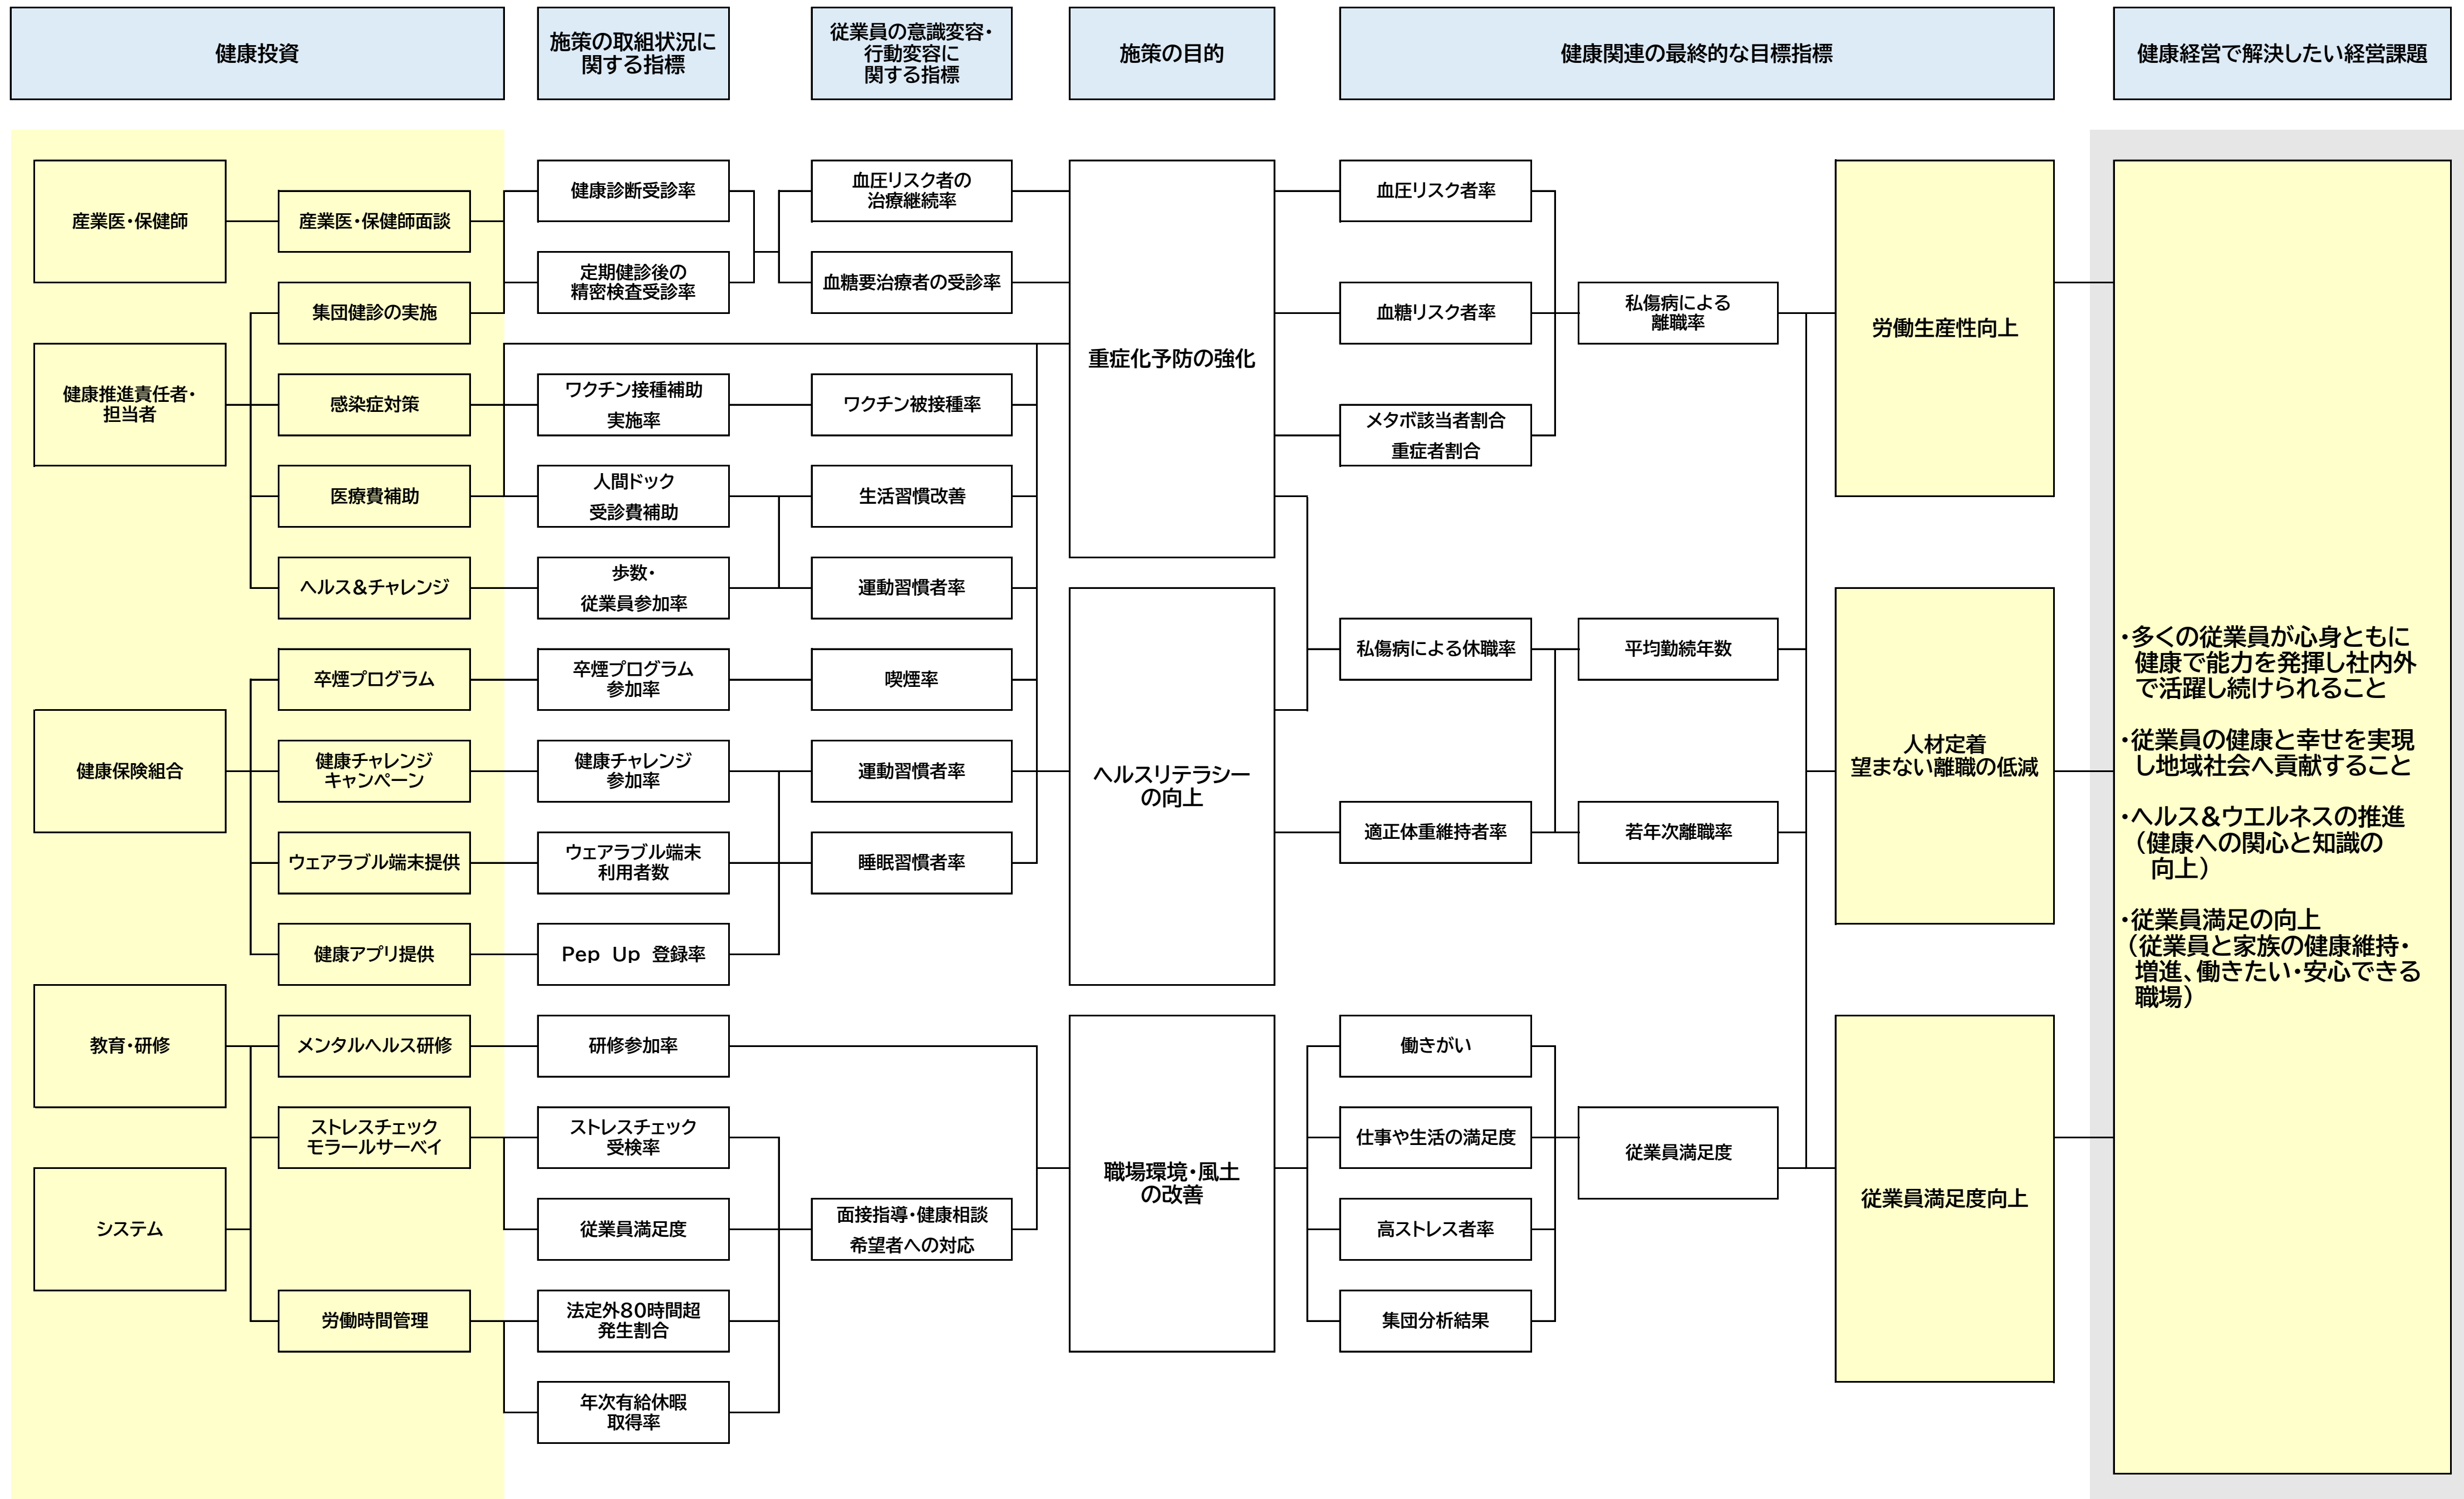 健康投資
施策の取組状況に
関する指標
従業員の意識変容・
行動変容に
関する指標
施策の目的
健康関連の最終的な目標指標
健康経営で解決したい経営課題
産業医・保健師
健康推進責任者・
担当者
健康保険組合
教育・研修
システム
産業医・保健師面談
集団健診の実施
感染症対策
医療費補助
ヘルス&チャレンジ
卒煙プログラム
健康チャレンジ
キャンペーン
ウェアラブル端末提供
健康アプリ提供
メンタルヘルス研修
ストレスチェック
モラールサーベイ
労働時間管理
健康診断受診率
定期健診後の
精密検査受診率
ワクチン接種補助
実施率
人間ドック
受診費補助
歩数・
従業員参加率
卒煙プログラム
参加率
健康チャレンジ
参加率
ウェアラブル端末
利用者数
Pep Up 登録率
研修参加率
ストレスチェック
受検率
従業員満足度
法定外80時間超
発生割合
年次有給休暇
取得率
血圧リスク者の
治療継続率
血糖要治療者の受診率
ワクチン被接種率
生活習慣改善
運動習慣者率
喫煙率
運動習慣者率
睡眠習慣者率
面接指導・健康相談
希望者への対応
重症化予防の強化
ヘルスリテラシー
の向上
職場環境・風土
の改善
血圧リスク者率
血糖リスク者率
メタボ該当者割合
重症者割合
私傷病による休職率
適正体重維持者率
働きがい
仕事や生活の満足度
高ストレス者率
集団分析結果
私傷病による
離職率
平均勤続年数
若年次離職率
従業員満足度
労働生産性向上
人材定着
望まない離職の低減
従業員満足度向上
・多くの従業員が心身ともに
健康で能力を発揮し社内外
で活躍し続けられること
・従業員の健康と幸せを実現
し地域社会へ貢献すること
・ヘルス&ウエルネスの推進
（健康への関心と知識の
向上）
・従業員満足の向上
（従業員と家族の健康維持・
増進、働きたい・安心できる
職場）